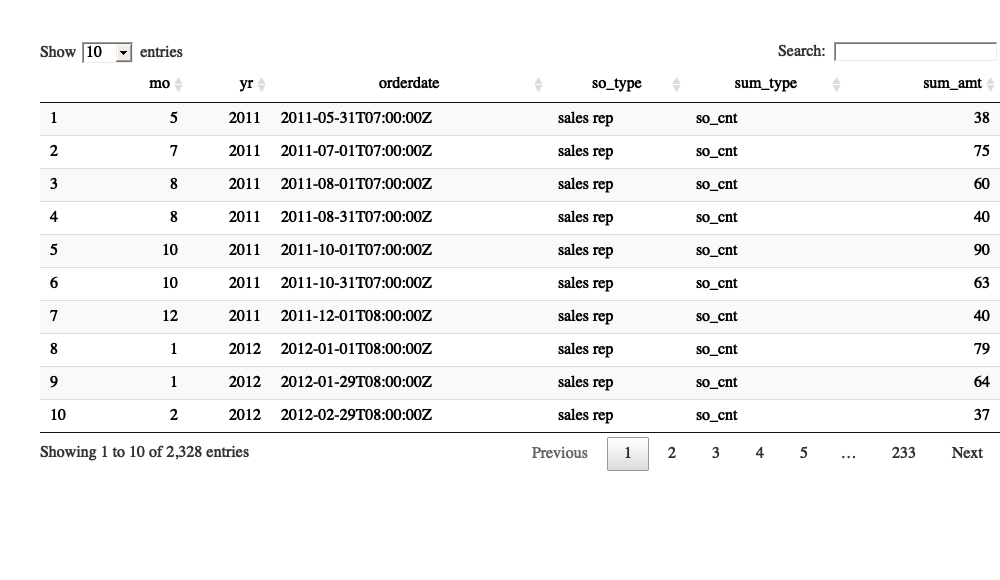 Show 10 entries Search:
mo yr orderdate so_type sum_type sum_amt
1 5 2011 2011-05-31T07:00:00Z sales rep so_cnt 38
2 7 2011 2011-07-01T07:00:00Z sales rep so_cnt 75
3 8 2011 2011-08-01T07:00:00Z sales rep so_cnt 60
4 8 2011 2011-08-31T07:00:00Z sales rep so_cnt 40
5 10 2011 2011-10-01T07:00:00Z sales rep so_cnt 90
6 10 2011 2011-10-31T07:00:00Z sales rep so_cnt 63
7 12 2011 2011-12-01T08:00:00Z sales rep so_cnt 40
8 1 2012 2012-01-01T08:00:00Z sales rep so_cnt 79
9 1 2012 2012-01-29T08:00:00Z sales rep so_cnt 64
10 2 2012 2012-02-29T08:00:00Z sales rep so_cnt 37
Showing 1 to 10 of 2,328 entries Previous 1 2 3 4 5 … 233 Next